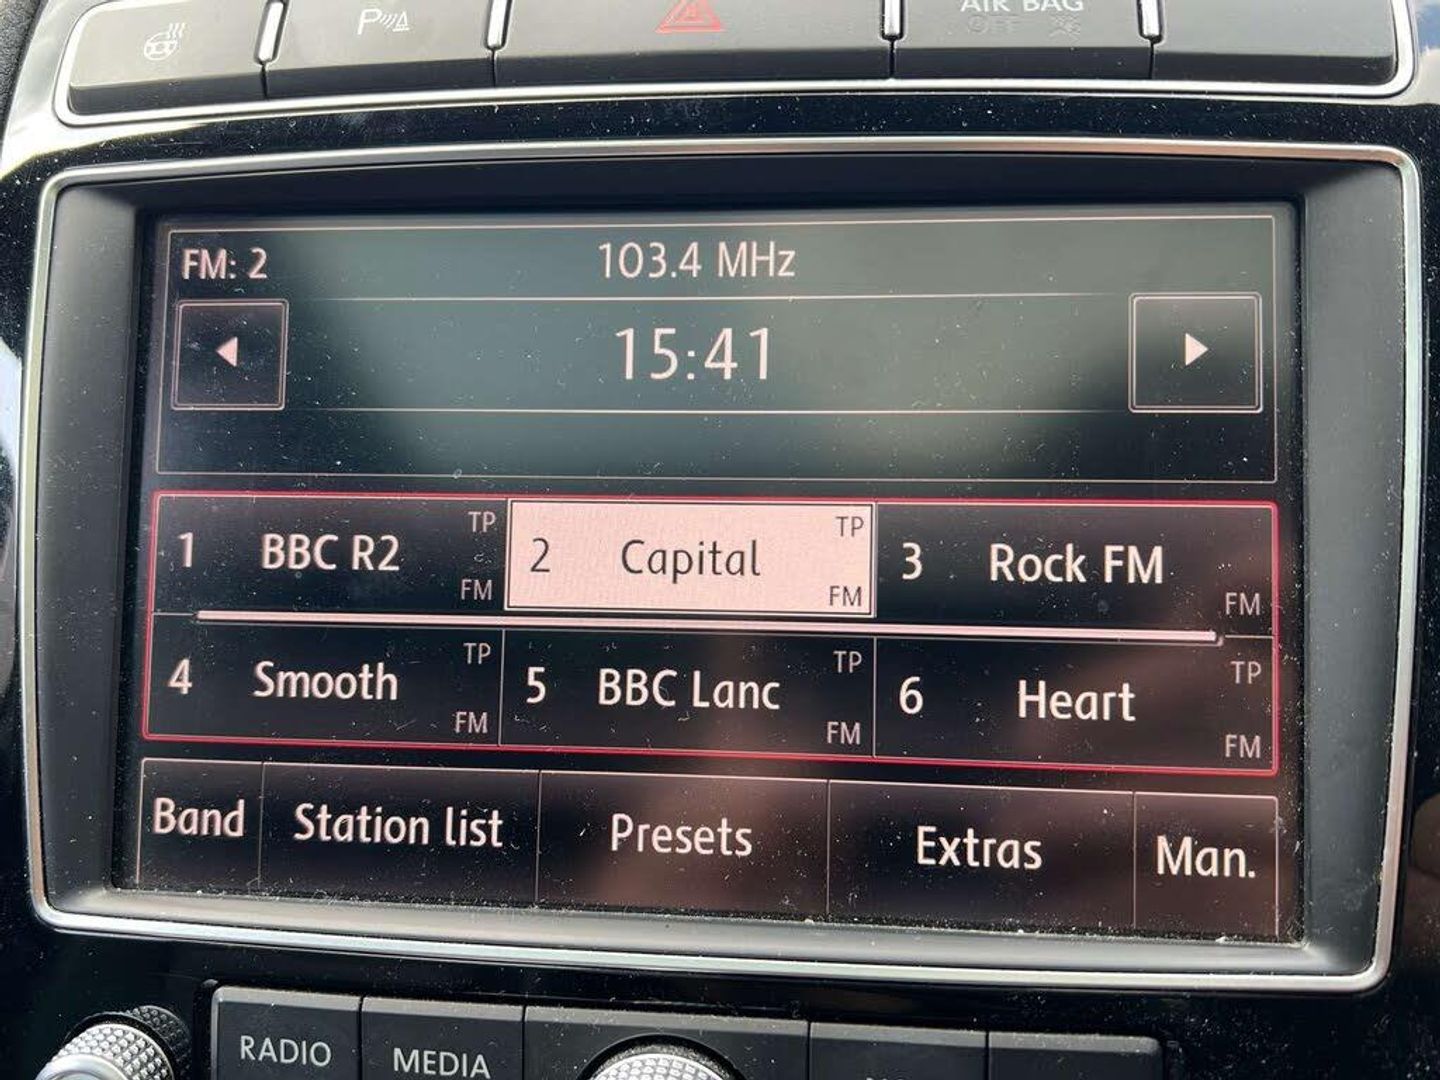 P
AIR BAG
OFF
FM: 2 103.4 MHz
15:41
1 BBC R2 TP FM
2 Capital TP FM
3 Rock FM FM
4 Smooth TP FM
5 BBC Lanc TP FM
6 Heart TP FM
Band Station list Presets Extras Man.
RADIO MEDIA